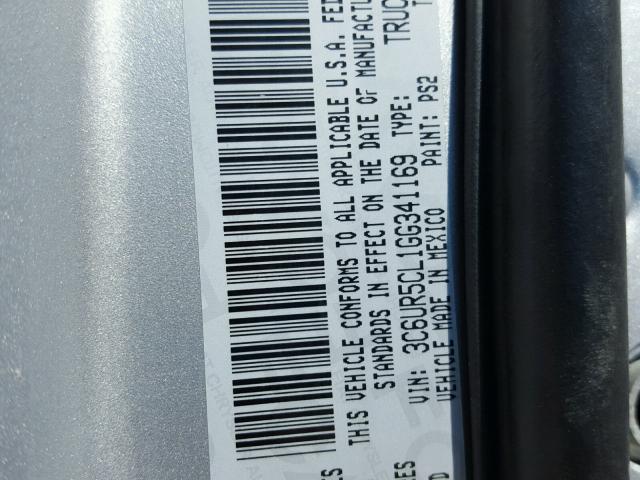 THIS VEHICLE CONFORMS TO ALL APPLICABLE U.S.A. FED
STANDARDS IN EFFECT ON THE DATE OF MANUFACTU
VIN: 3C6UR5CL1GG341169 TYPE: TRUC
VEHICLE MADE IN MEXICO PAINT: PS2